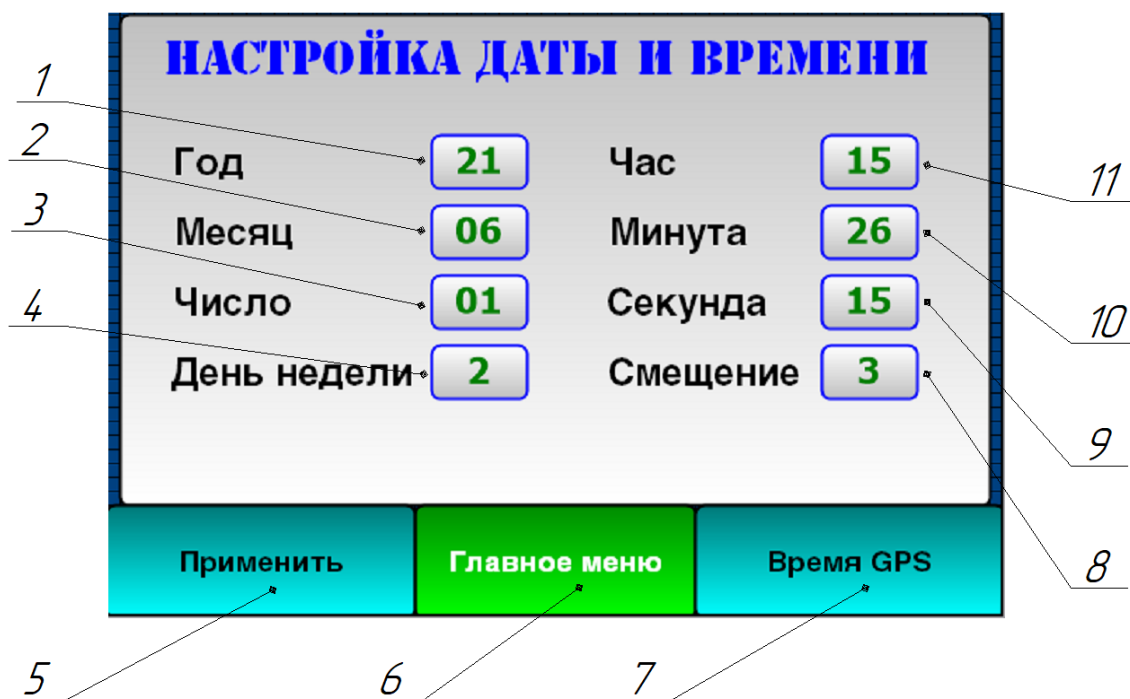 НАСТРОЙКА ДАТЫ И ВРЕМЕНИ
1
2
3
4
Год 21 Час 15
Месяц 06 Минута 26
Число 01 Секунда 15
День недели 2 Смещение 3
11
10
9
8
Применить Главное меню Время GPS
5 6 7